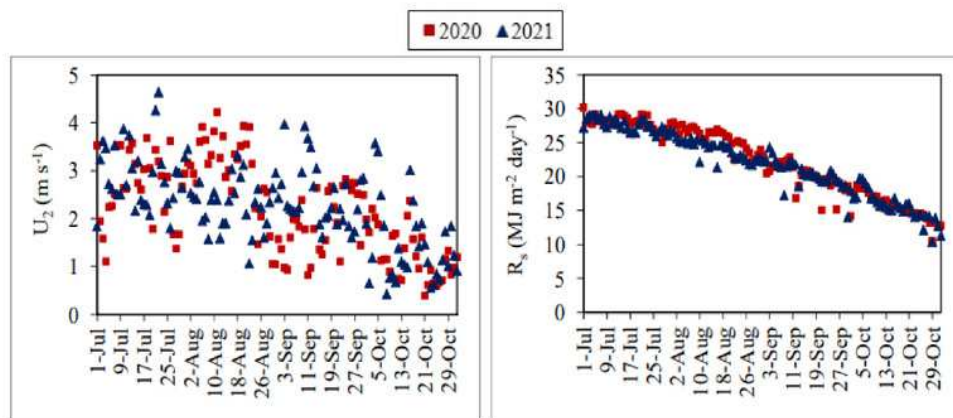 2020 2021
5
4
3
2
1
0
U₂ (m s⁻¹)
1-Jul
9-Jul
17-Jul
25-Jul
2-Aug
10-Aug
18-Aug
26-Aug
3-Sep
11-Sep
19-Sep
27-Sep
5-Oct
13-Oct
21-Oct
29-Oct
35
30
25
20
15
10
5
0
Rₛ (MJ m⁻² day⁻¹)
1-Jul
9-Jul
17-Jul
25-Jul
2-Aug
10-Aug
18-Aug
26-Aug
3-Sep
11-Sep
19-Sep
27-Sep
5-Oct
13-Oct
21-Oct
29-Oct